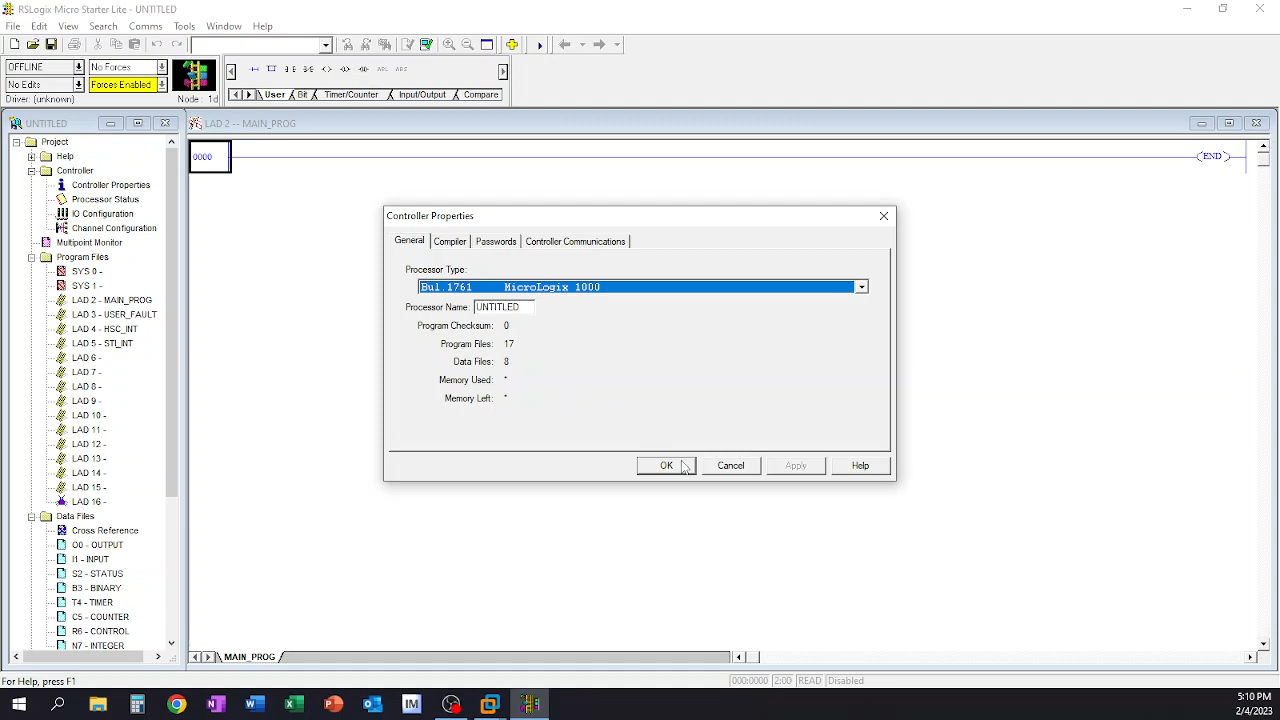 RSLogix Micro Starter Lite - UNTITLED
File Edit View Search Comms Tools Window Help
OFFLINE No Forces
No Edits Forces Enabled
Driver: (unknown) Node : 1d
User Bit Timer/Counter Input/Output Compare
UNTITLED
Project
Help
Controller
Controller Properties
Processor Status
IO Configuration
Channel Configuration
Multipoint Monitor
Program Files
SYS 0 -
SYS 1 -
LAD 2 - MAIN_PROG
LAD 3 - USER_FAULT
LAD 4 - HSC_INT
LAD 5 - STI_INT
LAD 6 -
LAD 7 -
LAD 8 -
LAD 9 -
LAD 10 -
LAD 11 -
LAD 12 -
LAD 13 -
LAD 14 -
LAD 15 -
LAD 16 -
Data Files
Cross Reference
O0 - OUTPUT
I1 - INPUT
S2 - STATUS
B3 - BINARY
T4 - TIMER
C5 - COUNTER
R6 - CONTROL
N7 - INTEGER
LAD 2 -- MAIN_PROG
0000
END
Controller Properties
General Compiler Passwords Controller Communications
Processor Type:
Bul.1761 MicroLogix 1000
Processor Name: UNTITLED
Program Checksum: 0
Program Files: 17
Data Files: 8
Memory Used: *
Memory Left: *
OK Cancel Apply Help
MAIN_PROG
For Help, press F1
000:0000 2:00 READ Disabled
5:10 PM
2/4/2023